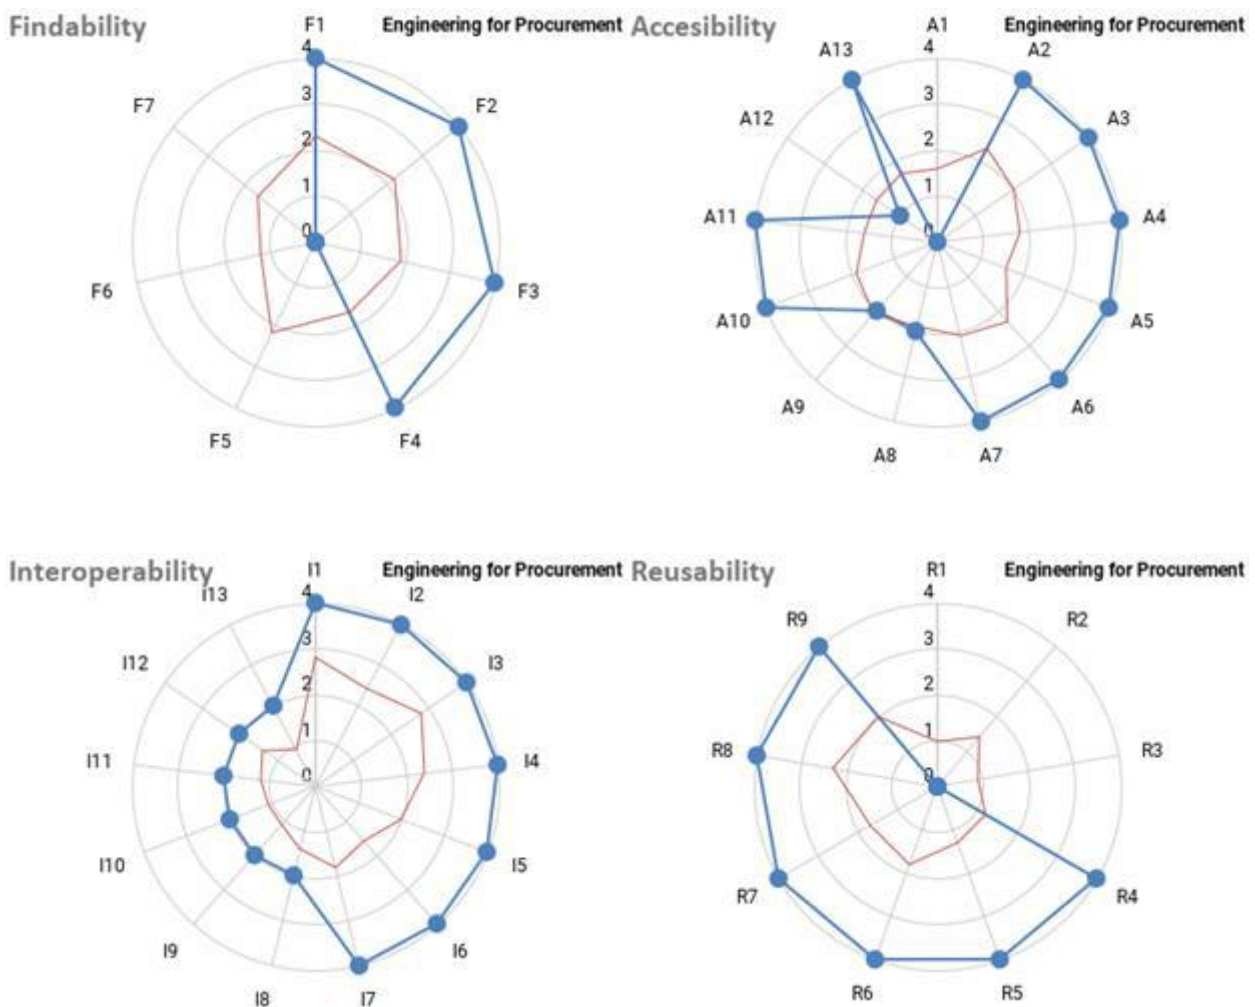 Findability
Engineering for Procurement
F1
F2
F3
F4
F5
F6
F7
4
3
2
1
0
Accesibility
Engineering for Procurement
A1
A2
A3
A4
A5
A6
A7
A8
A9
A10
A11
A12
A13
4
3
2
1
0
Interoperability
Engineering for Procurement
I1
I2
I3
I4
I5
I6
I7
I8
I9
I10
I11
I12
I13
4
3
2
1
0
Reusability
Engineering for Procurement
R1
R2
R3
R4
R5
R6
R7
R8
R9
4
3
2
1
0